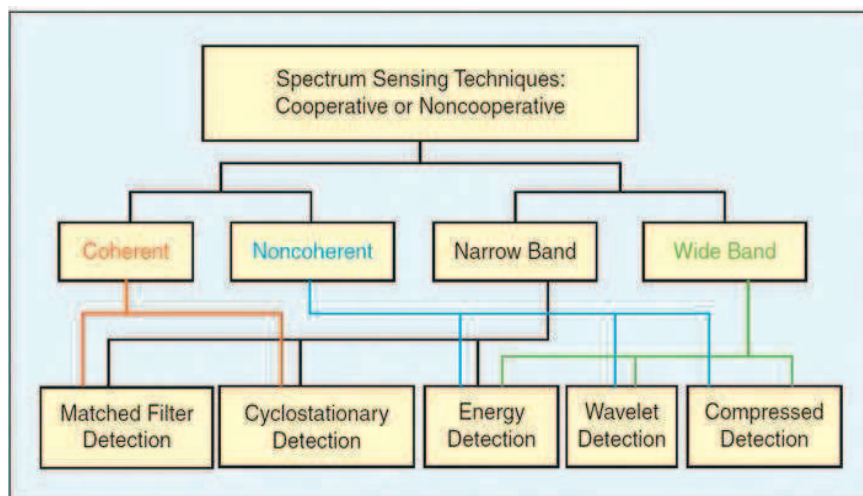 Spectrum Sensing Techniques:
Cooperative or Noncooperative
Coherent
Noncoherent
Narrow Band
Wide Band
Matched Filter
Detection
Cyclostationary
Detection
Energy
Detection
Wavelet
Detection
Compressed
Detection